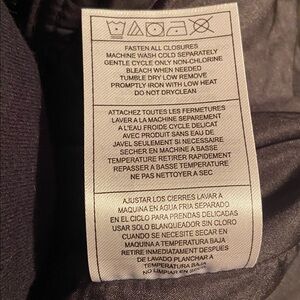 FASTEN ALL CLOSURES
MACHINE WASH COLD SEPARATELY
GENTLE CYCLE ONLY NON-CHLORINE
BLEACH WHEN NEEDED
TUMBLE DRY LOW REMOVE
PROMPTLY IRON WITH LOW HEAT
DO NOT DRYCLEAN
ATTACHEZ TOUTES LES FERMETURES
LAVER A LA MACHINE SEPAREMENT
A L'EAU FROIDE CYCLE DELICAT
AVEC PRODUIT SANS EAU DE
JAVEL SEULEMENT SI NECESSAIRE
SECHER EN MACHINE A BASSE
TEMPERATURE RETIRER RAPIDEMENT
REPASSER A BASSE TEMPERATURE
NE PAS NETTOYER A SEC
AJUSTAR LOS CIERRES LAVAR A
MAQUINA EN AGUA FRIA SEPARADO
EN EL CICLO PARA PRENDAS DELICADAS
USAR SOLO BLANQUEADOR SIN CLORO
CUANDO SE NECESITE SECAR EN
MAQUINA A TEMPERATURA BAJA
RETIRE INMEDIATAMENT DESPUES
DE LAVADO PLANCHAR A
TEMPERATURA BAJA
NO LIMPIAR EN